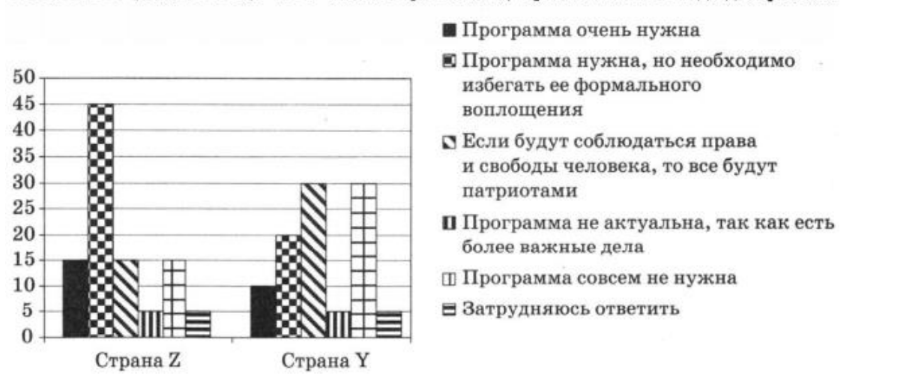 Программа очень нужна
Программа нужна, но необходимо
избегать ее формального
воплощения
Если будут соблюдаться права
и свободы человека, то все будут
патриотами
Программа не актуальна, так как есть
более важные дела
Программа совсем не нужна
Затрудняюсь ответить
50
45
40
35
30
25
20
15
10
5
0
Страна Z
Страна Y